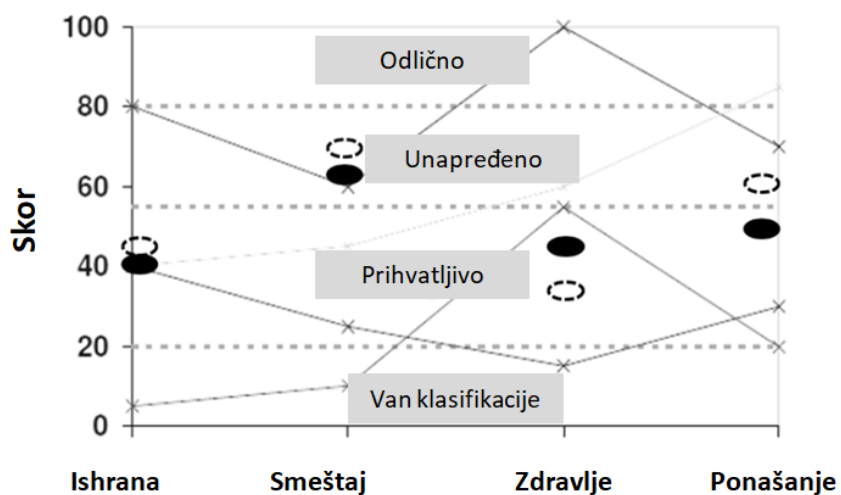 100
Odlično
80
Unapređeno
60
Skor
40
Prihvatljivo
20
Van klasifikacije
0
Ishrana Smeštaj Zdravlje Ponašanje